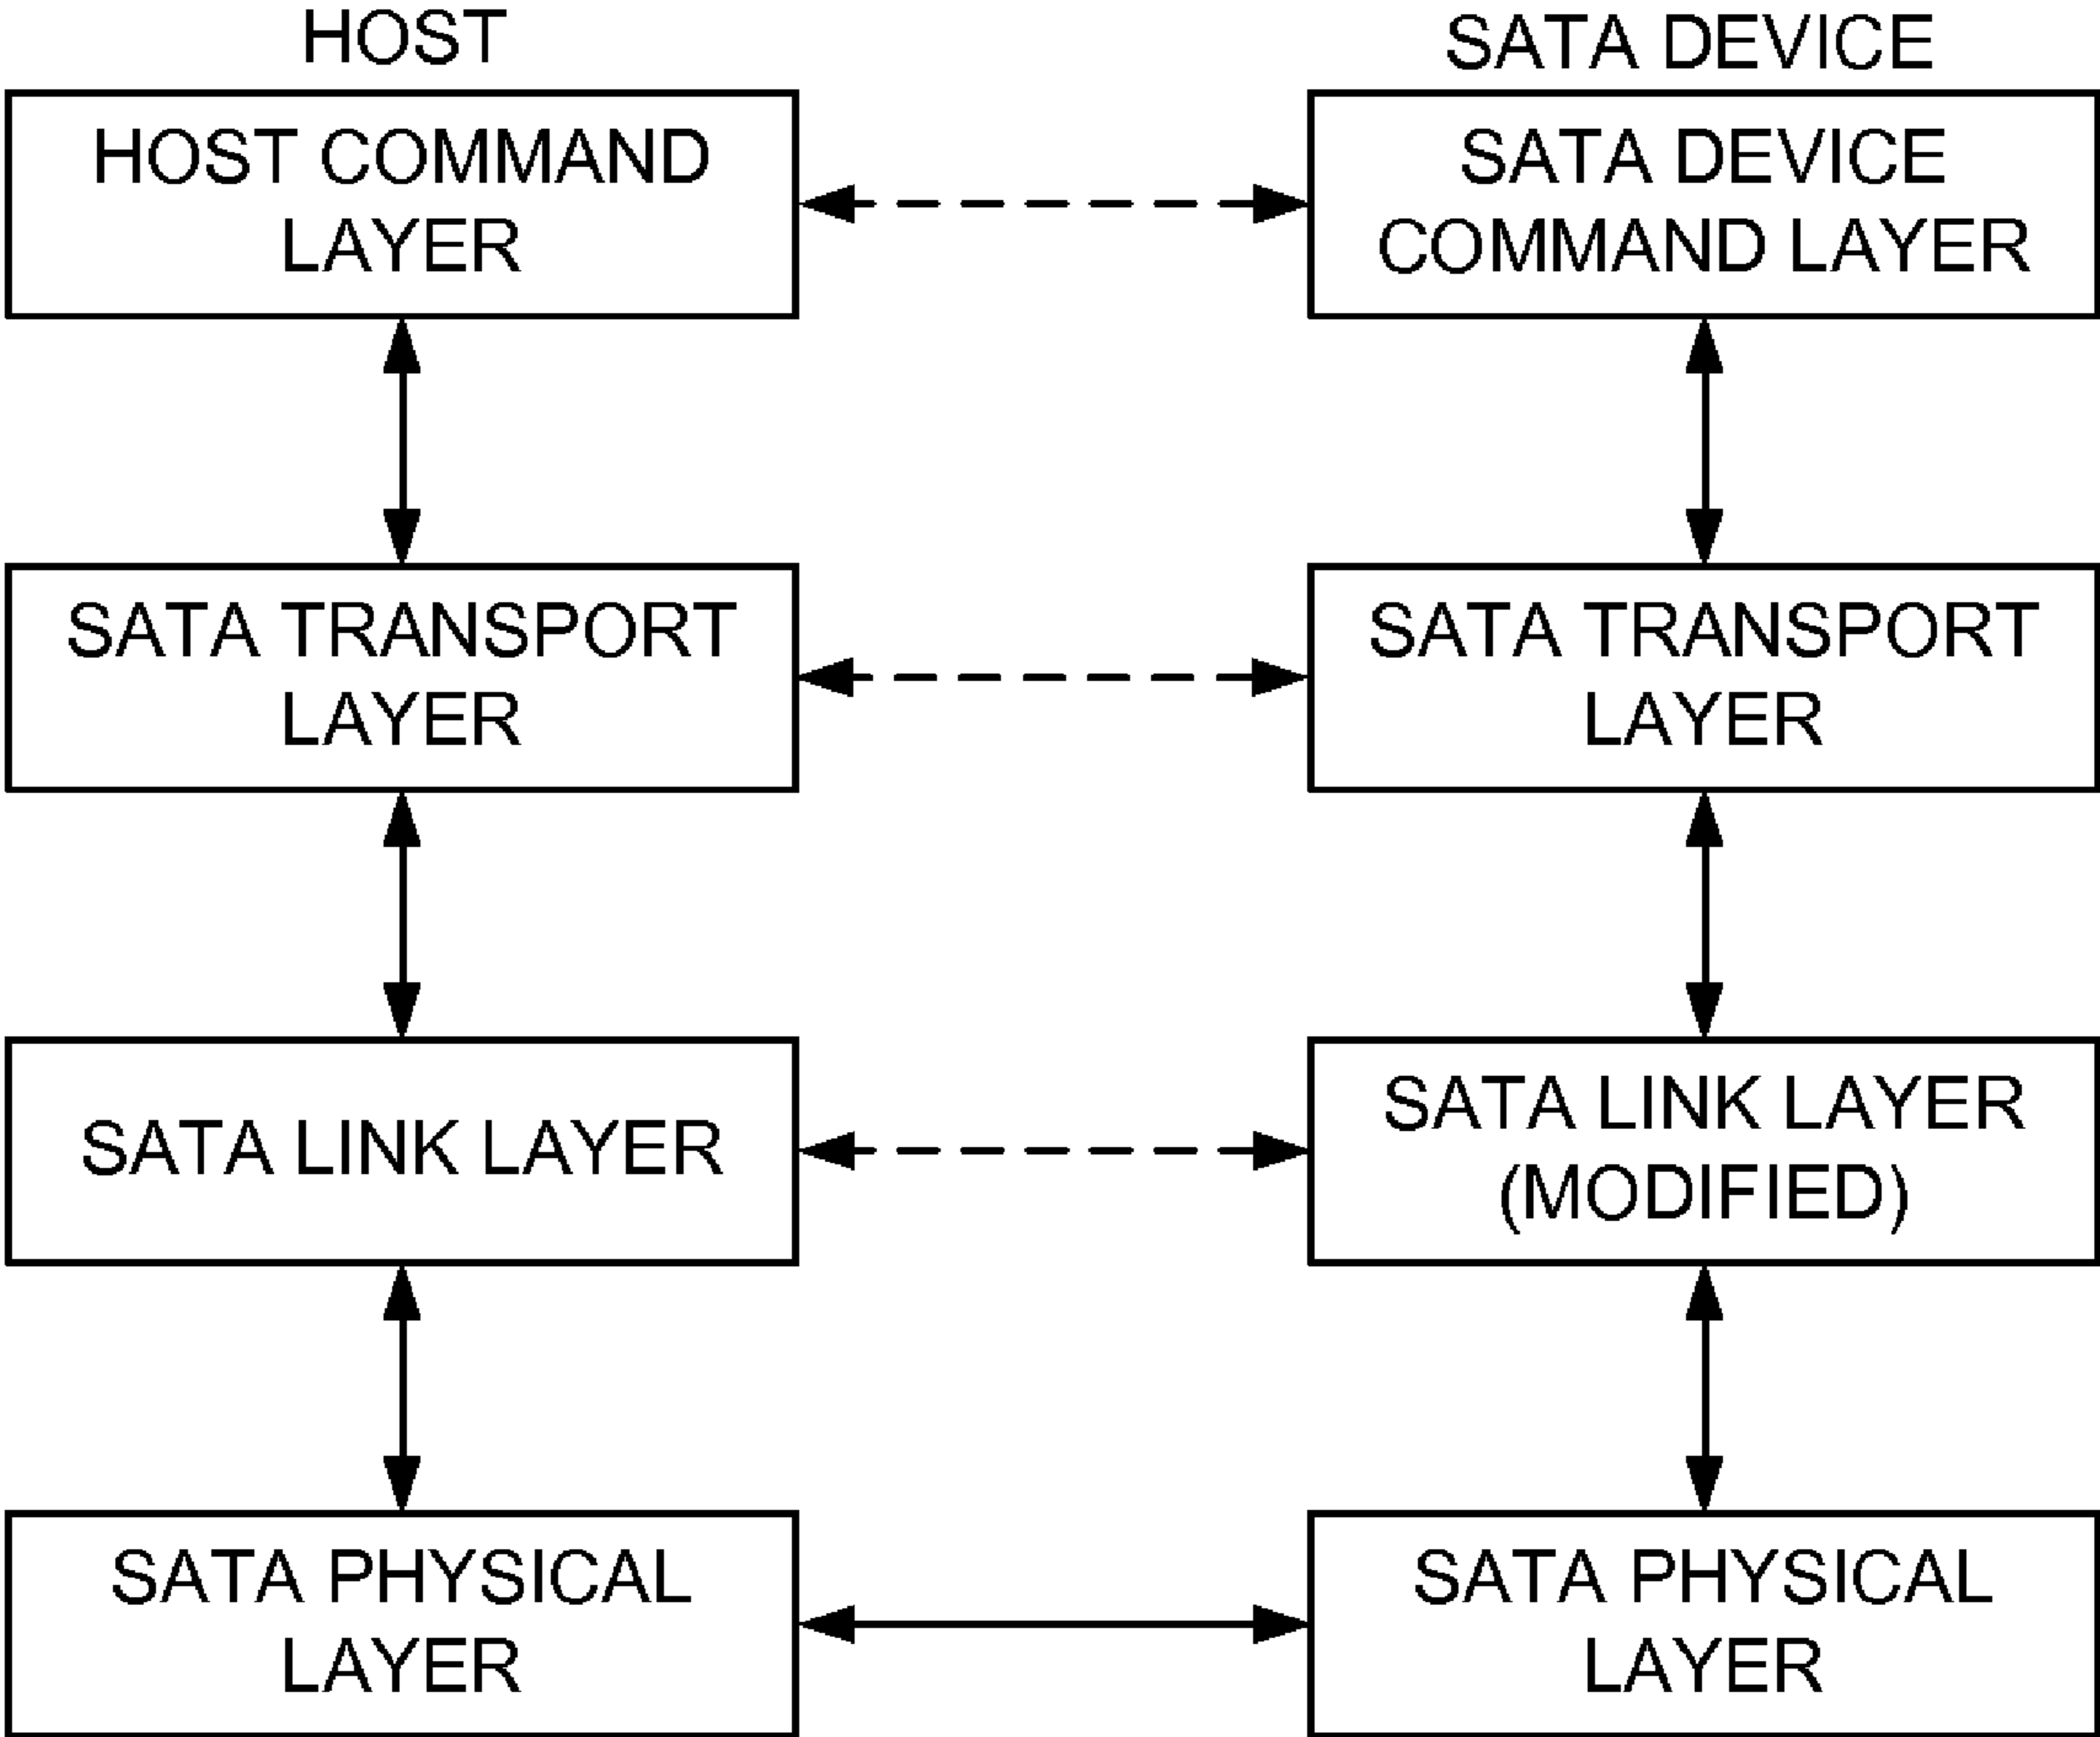 HOST
SATA DEVICE
HOST COMMAND
LAYER
SATA DEVICE
COMMAND LAYER
SATA TRANSPORT
LAYER
SATA TRANSPORT
LAYER
SATA LINK LAYER
SATA LINK LAYER
(MODIFIED)
SATA PHYSICAL
LAYER
SATA PHYSICAL
LAYER